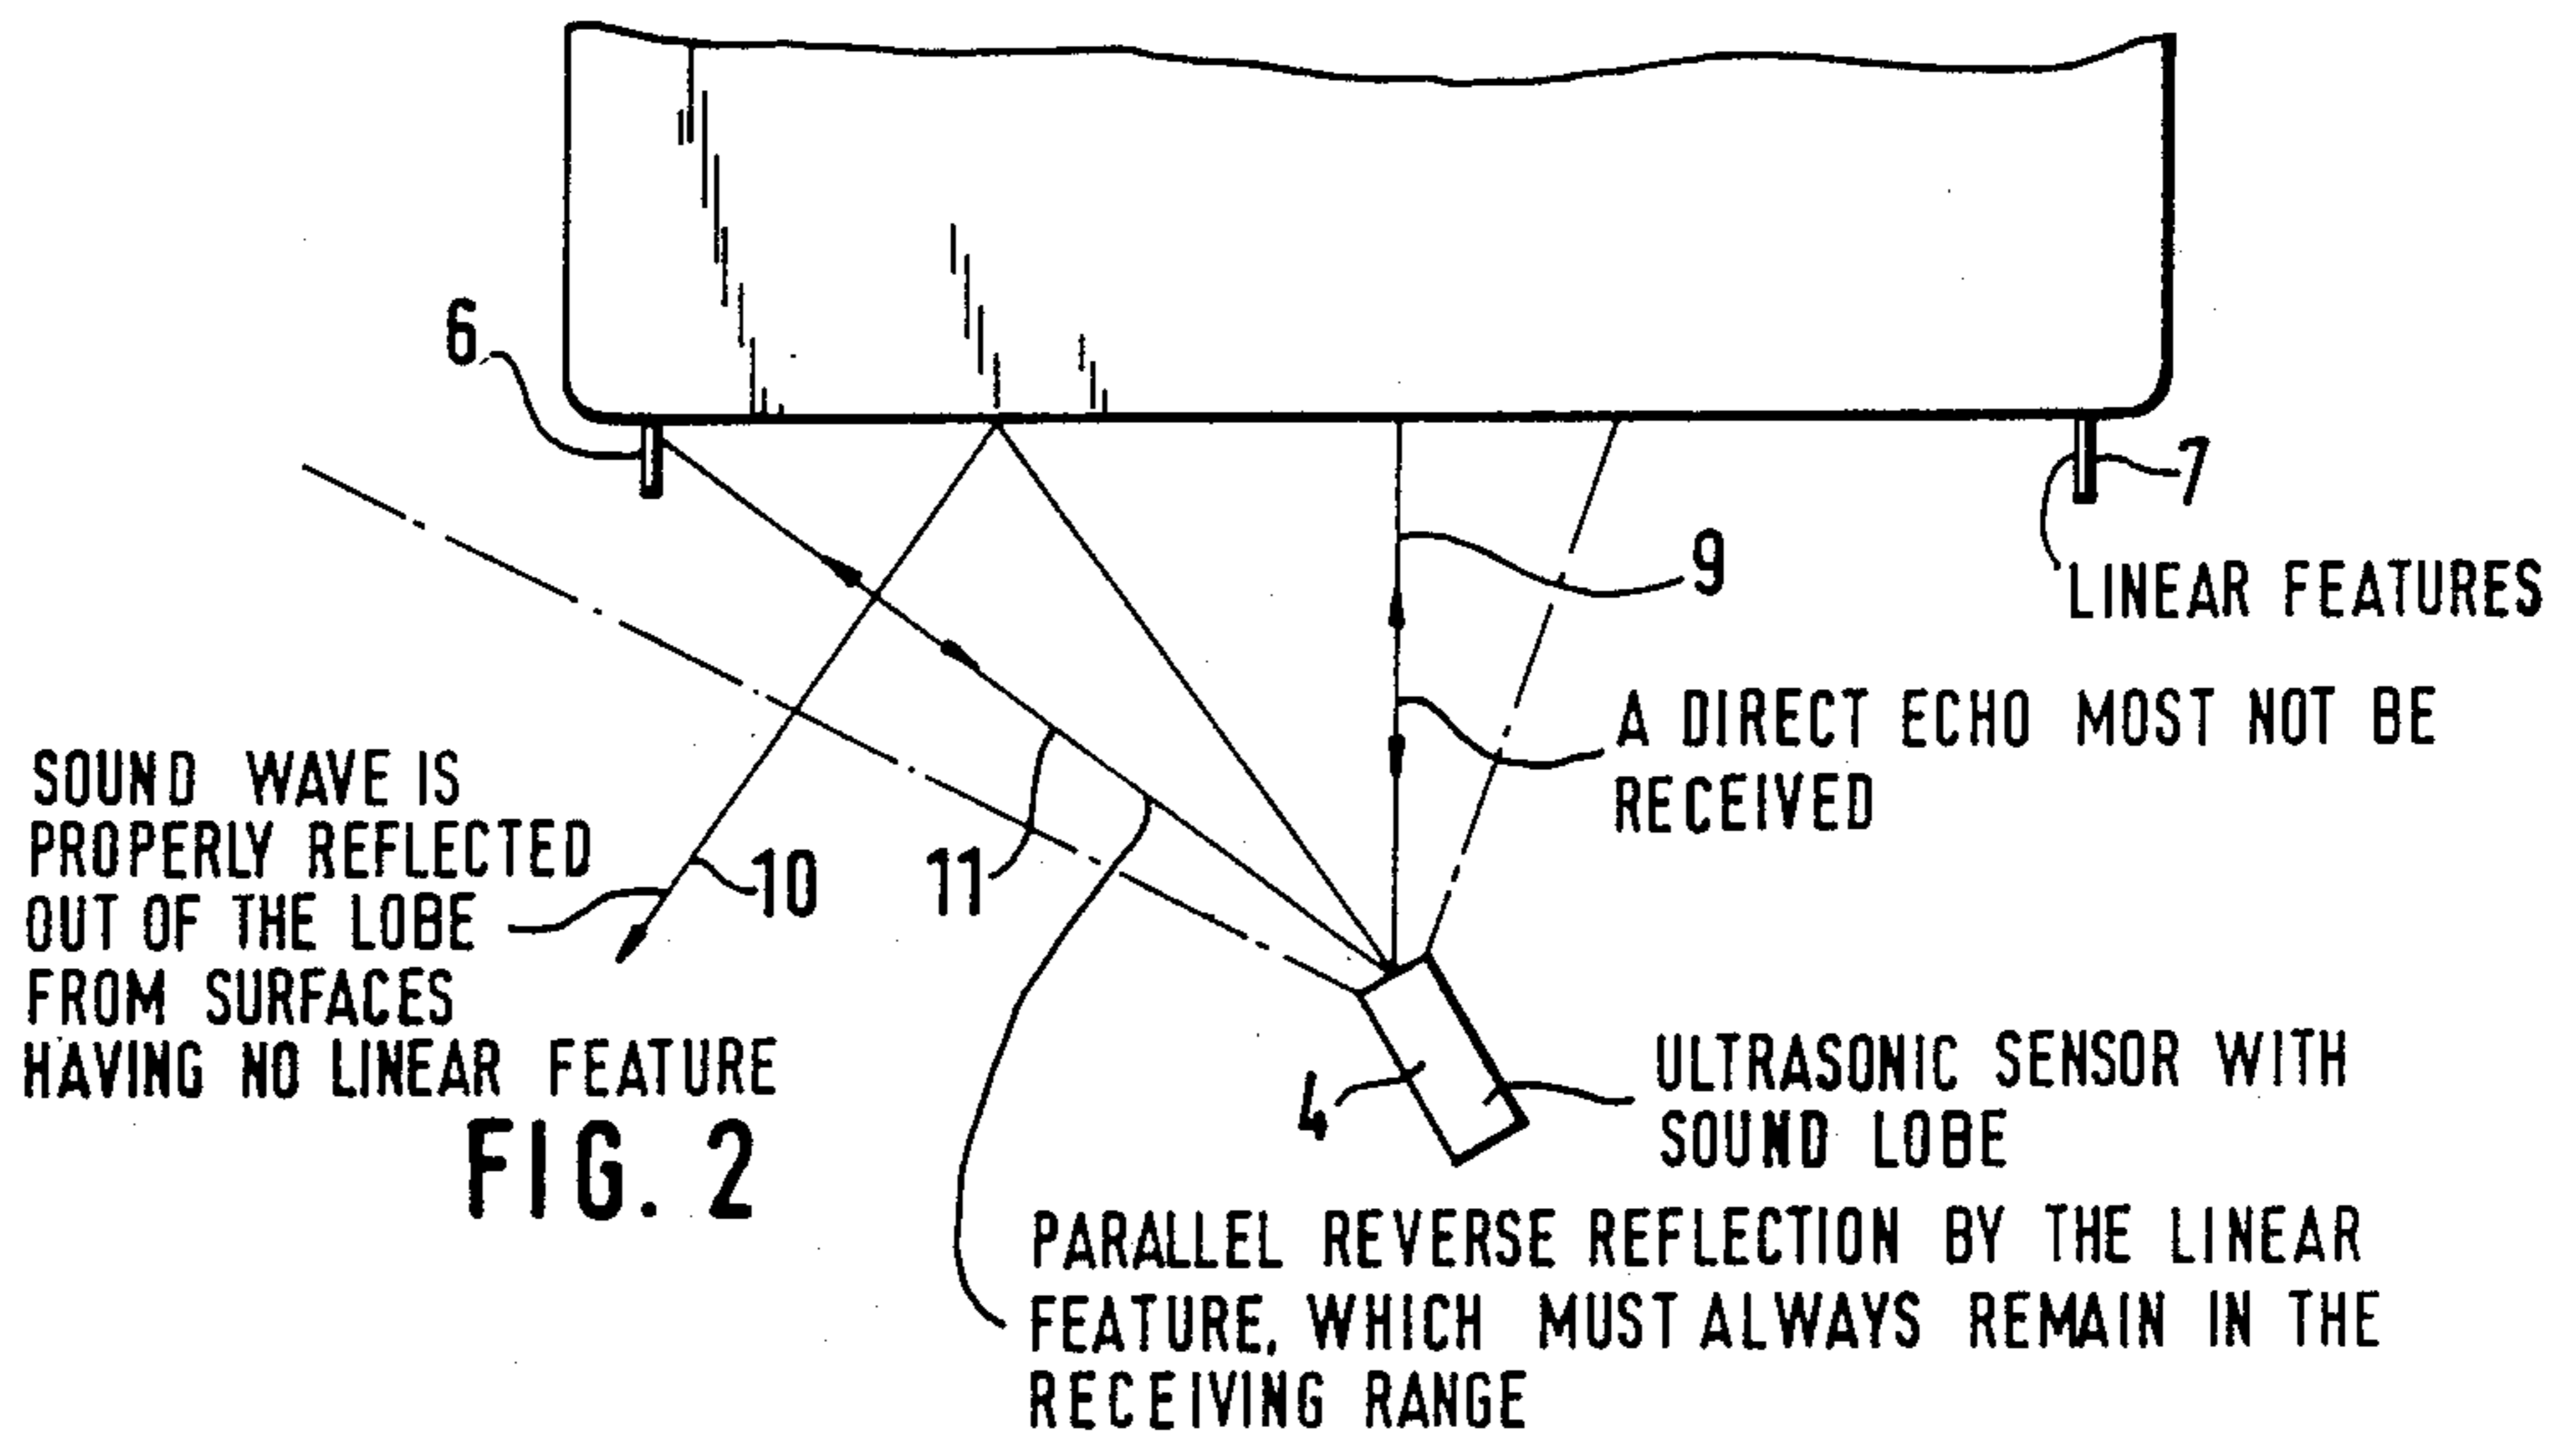 6
7
LINEAR FEATURES
9
A DIRECT ECHO MOST NOT BE
RECEIVED
SOUND WAVE IS
PROPERLY REFLECTED
OUT OF THE LOBE
FROM SURFACES
HAVING NO LINEAR FEATURE
10
11
4
ULTRASONIC SENSOR WITH
SOUND LOBE
FIG. 2
PARALLEL REVERSE REFLECTION BY THE LINEAR
FEATURE, WHICH MUST ALWAYS REMAIN IN THE
RECEIVING RANGE